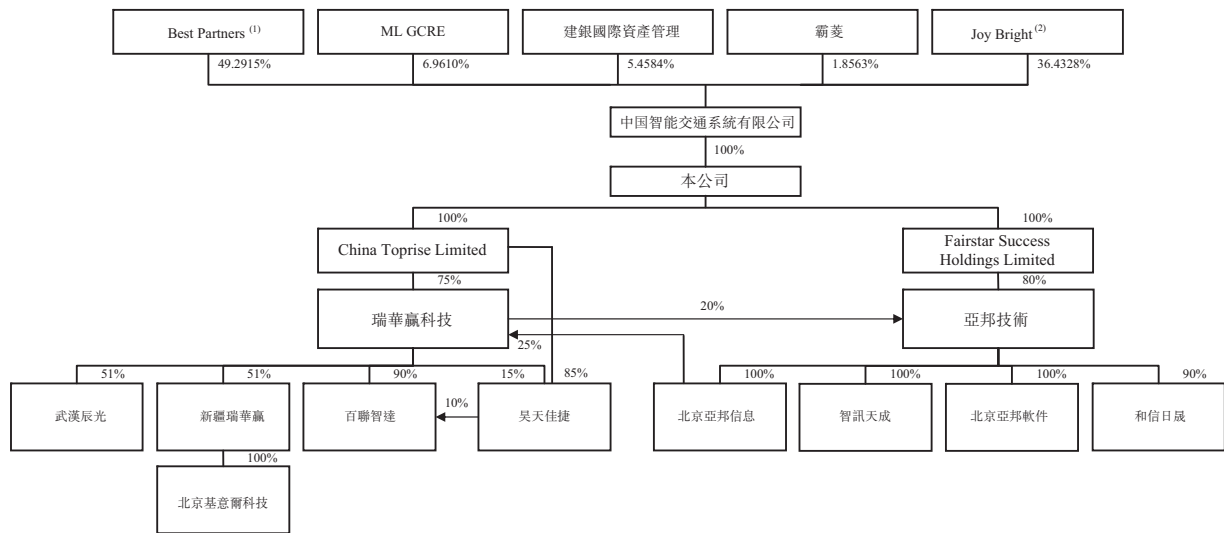 Best Partners (1)
ML GCRE
建銀國際資產管理
霸菱
Joy Bright (2)
49.2915%
6.9610%
5.4584%
1.8563%
36.4328%
中国智能交通系統有限公司
100%
本公司
100%
100%
China Toprise Limited
Fairstar Success
Holdings Limited
75%
80%
瑞華贏科技
20%
亞邦技術
25%
51%
51%
90%
15%
85%
100%
100%
100%
90%
武漢辰光
新疆瑞華贏
百聯智達
10%
昊天佳捷
北京亞邦信息
智訊天成
北京亞邦軟件
和信日晟
100%
北京基意爾科技